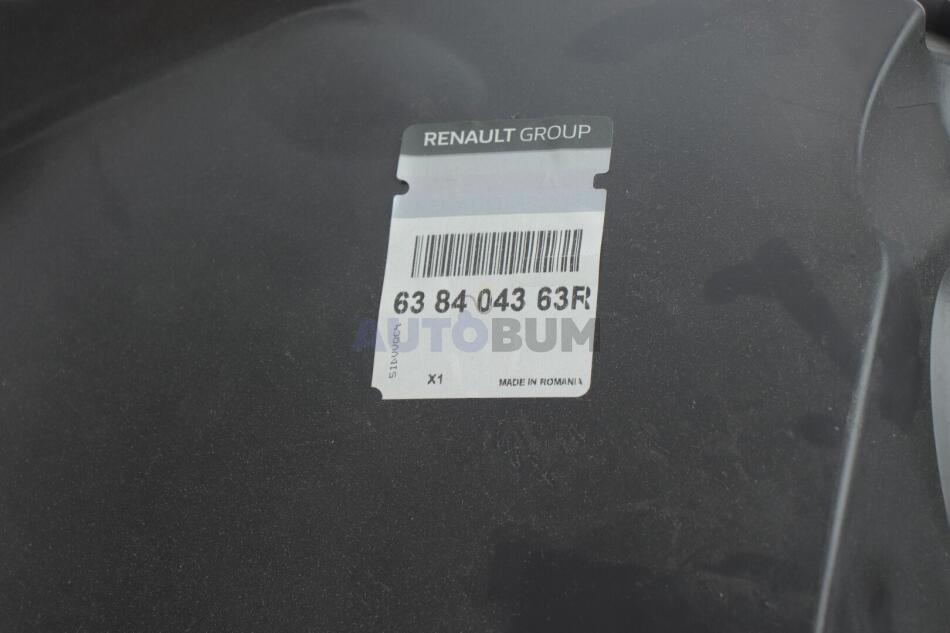 RENAULT GROUP
63 84 043 63R
AUTOBUM
X1
MADE IN ROMANIA